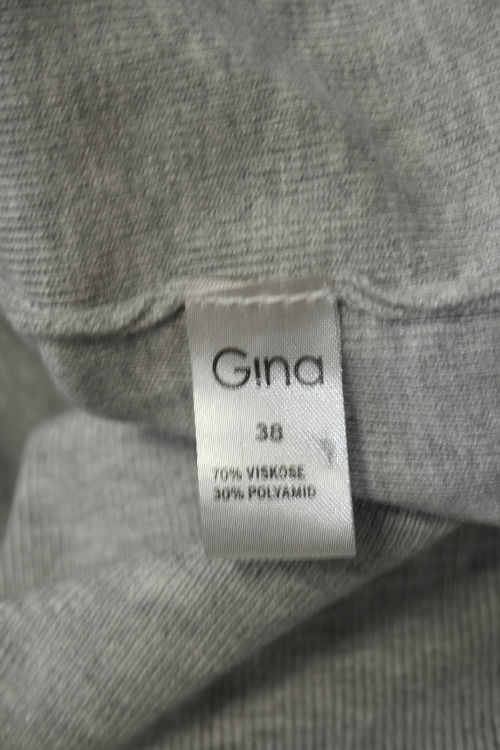 Gina
38
70% VISKOSE
30% POLYAMID